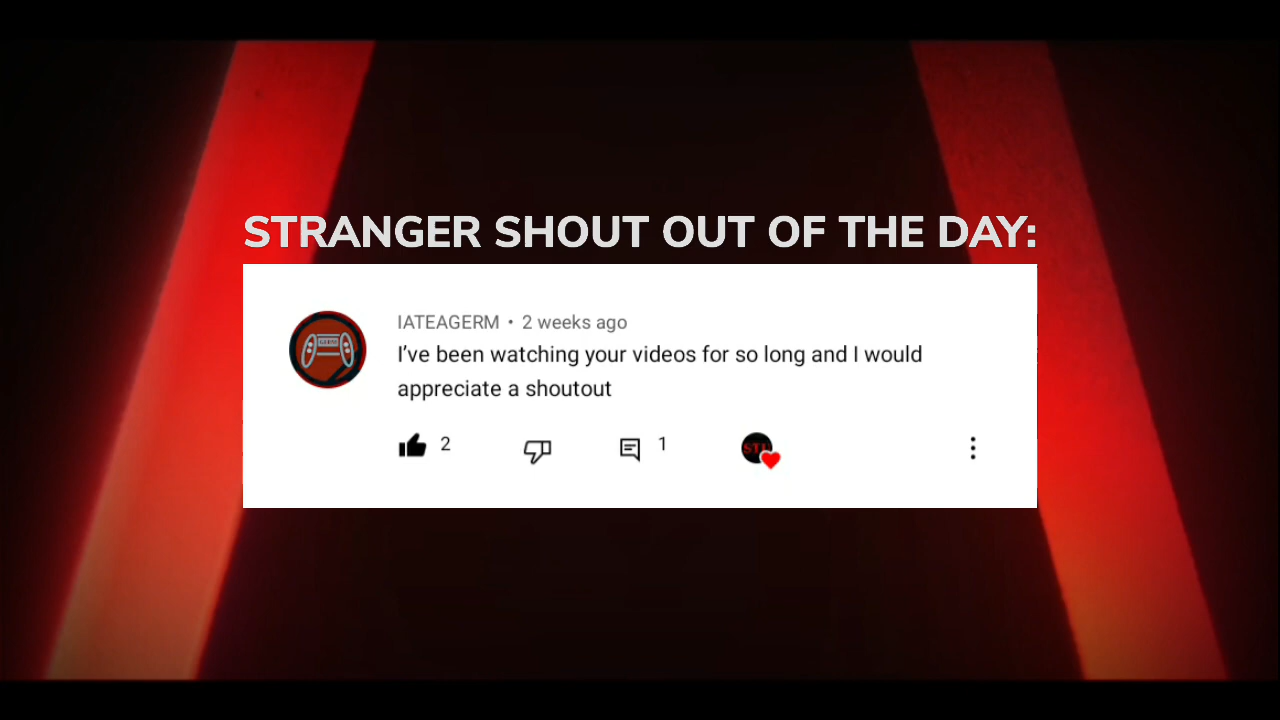 STRANGER SHOUT OUT OF THE DAY:
IATEAGERM • 2 weeks ago
I’ve been watching your videos for so long and I would
appreciate a shoutout
2
1